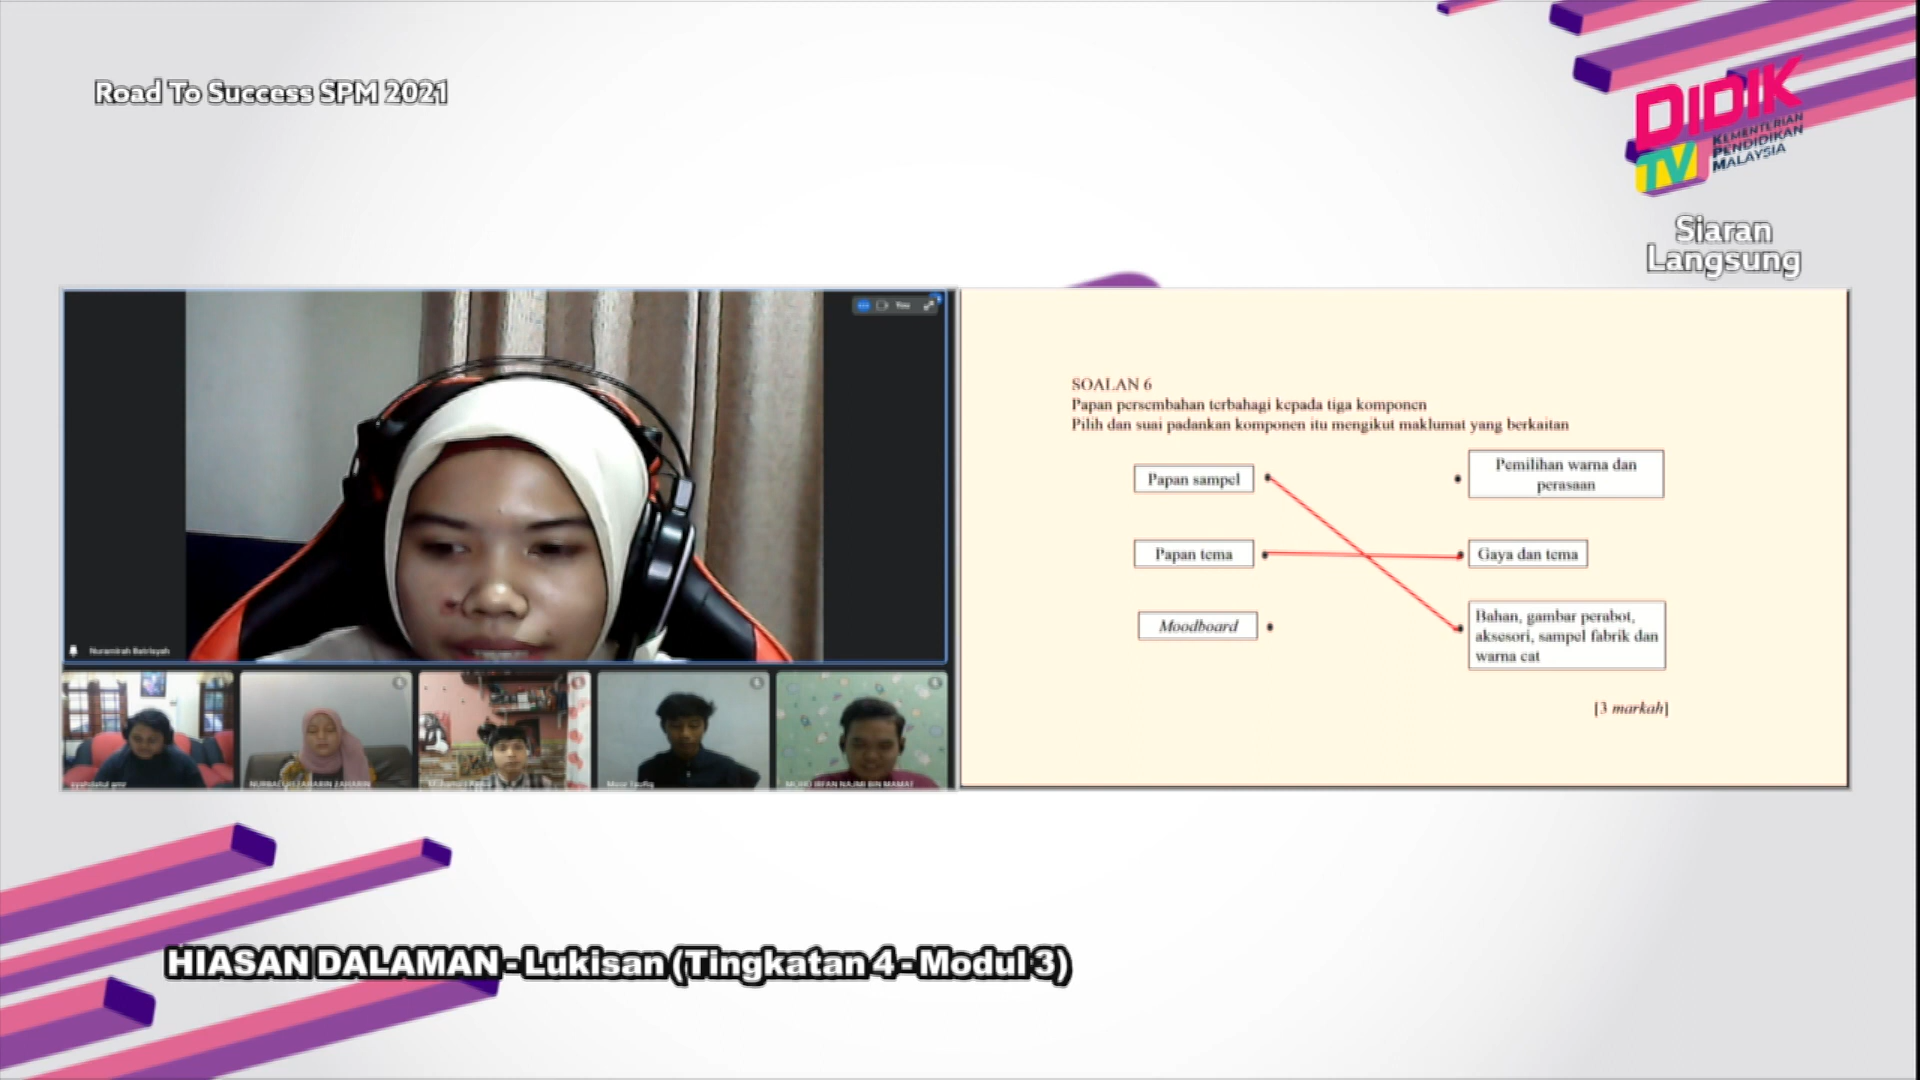 Road To Success SPM 2021
DIDIK
TV
KEMENTERIAN
PENDIDIKAN
MALAYSIA
Siaran
Langsung
You
SOALAN 6
Papan persembahan terbahagi kepada tiga komponen
Pilih dan suai padankan komponen itu mengikut maklumat yang berkaitan
Papan sampel
Pemilihan warna dan
perasaan
Papan tema
Gaya dan tema
Moodboard
Bahan, gambar perabot,
aksesori, sampel fabrik dan
warna cat
[3 markah]
Nuramirah Batrisyah
HIASAN DALAMAN - Lukisan (Tingkatan 4 - Modul 3)